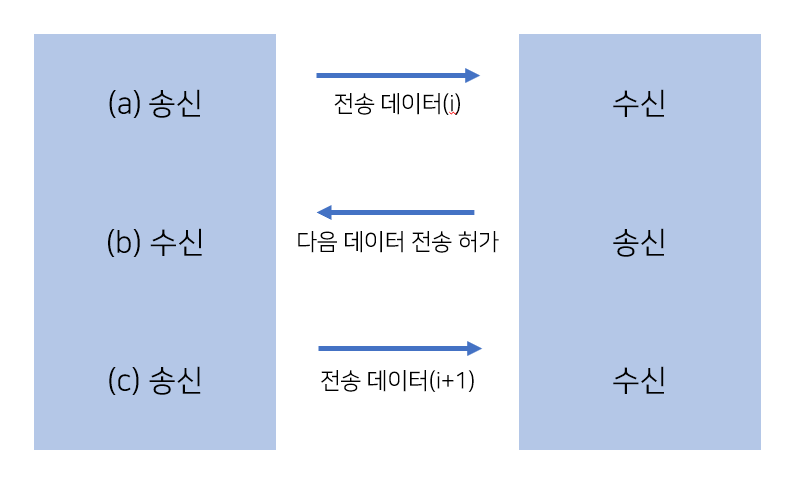 (a) 송신
전송 데이터(i)
수신
(b) 수신
다음 데이터 전송 허가
송신
(c) 송신
전송 데이터(i+1)
수신